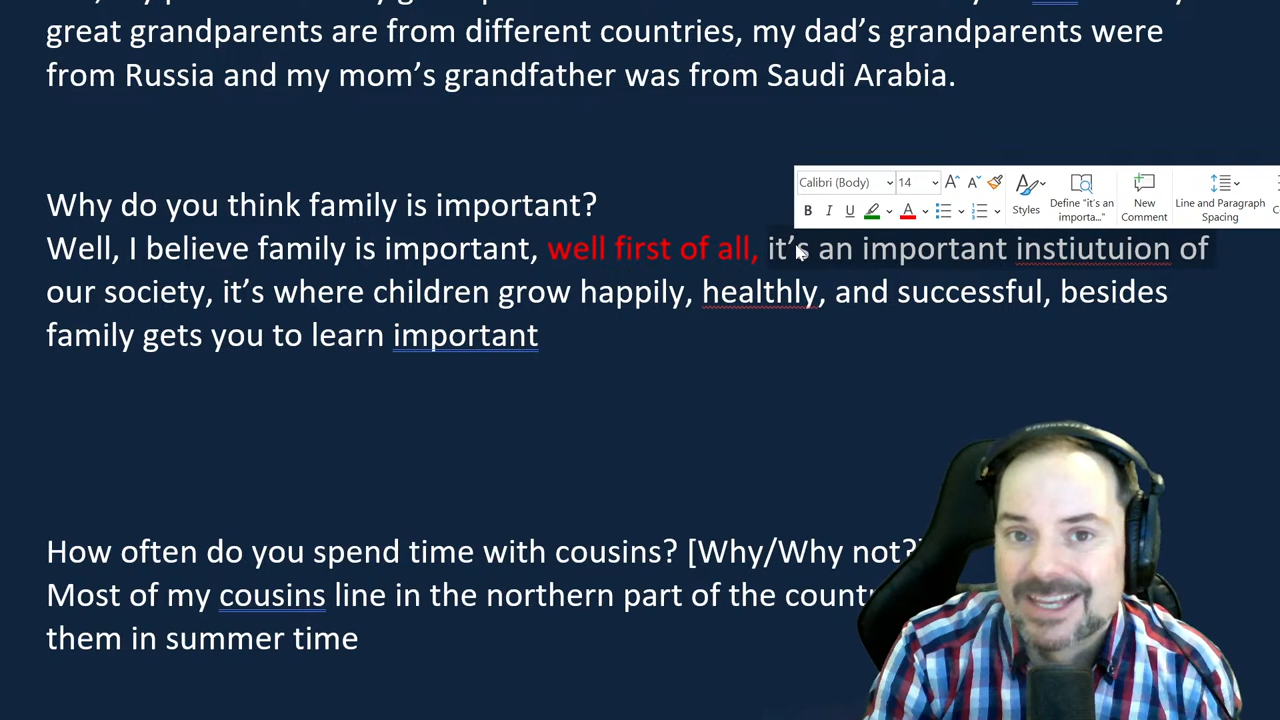 great grandparents are from different countries, my dad's grandparents were
from Russia and my mom's grandfather was from Saudi Arabia.
Why do you think family is important?
Calibri (Body) 14
B I U A Styles Define "it's an importa..." New Comment Line and Paragraph Spacing
Well, I believe family is important, well first of all, it's an important instiutuion of
our society, it's where children grow happily, healthly, and successful, besides
family gets you to learn important
How often do you spend time with cousins? [Why/Why not?]
Most of my cousins line in the northern part of the
them in summer time